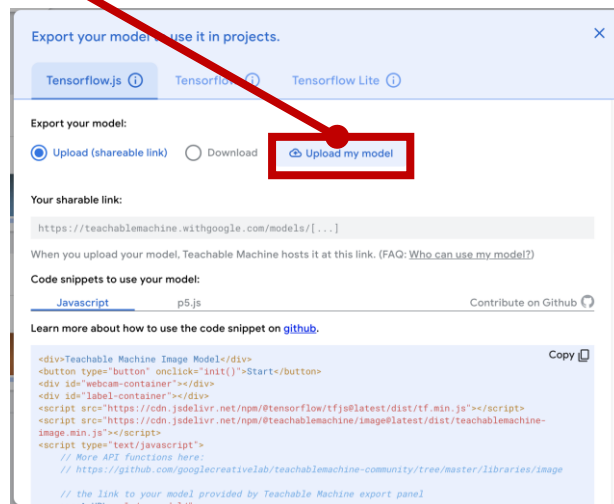 Export your model to use it in projects.
Tensorflow.js
Tensorflow
Tensorflow Lite
Export your model:
Upload (shareable link)
Download
Upload my model
Your sharable link:
https://teachablemachine.withgoogle.com/models/[...]
When you upload your model, Teachable Machine hosts it at this link. (FAQ: Who can use my model?)
Code snippets to use your model:
Javascript
p5.js
Contribute on Github
Learn more about how to use the code snippet on github.
Copy
<div>Teachable Machine Image Model</div>
<button type="button" onclick="init()">Start</button>
<div id="webcam-container"></div>
<div id="label-container"></div>
<script src="https://cdn.jsdelivr.net/npm/@tensorflow/tfjs@latest/dist/tf.min.js"></script>
<script src="https://cdn.jsdelivr.net/npm/@teachablemachine/image@latest/dist/teachablemachine-
image.min.js"></script>
<script type="text/javascript">
// More API functions here:
// https://github.com/googlecreativelab/teachablemachine-community/tree/master/libraries/image
// the link to your model provided by Teachable Machine export panel